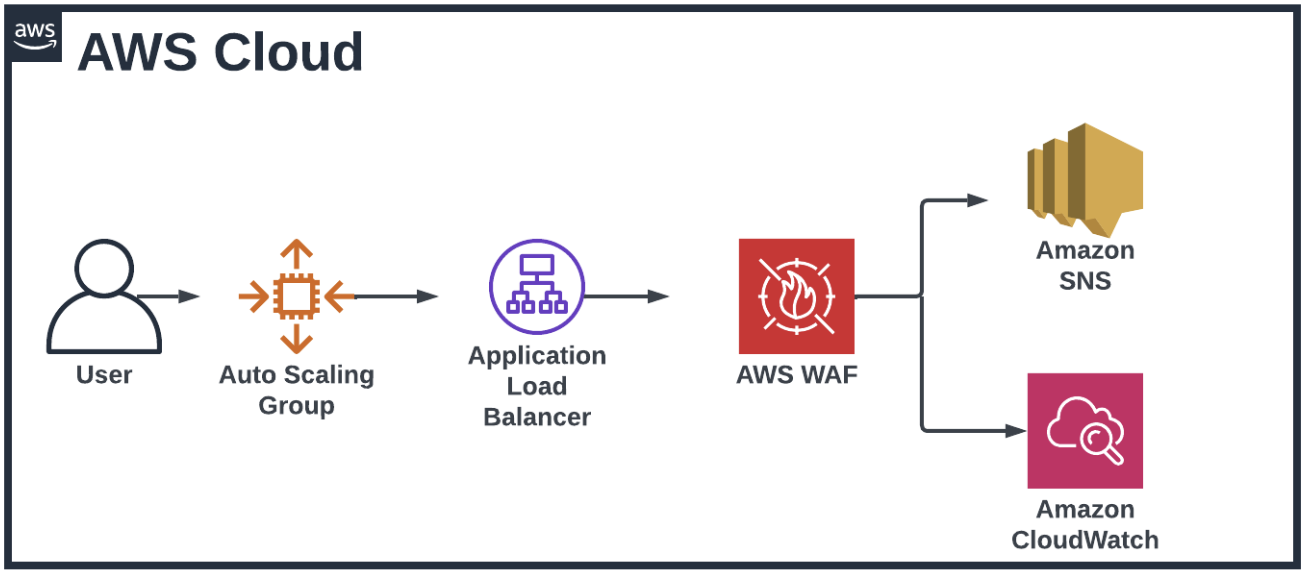 aws
AWS Cloud
User
Auto Scaling
Group
Application
Load
Balancer
AWS WAF
Amazon
SNS
Amazon
CloudWatch